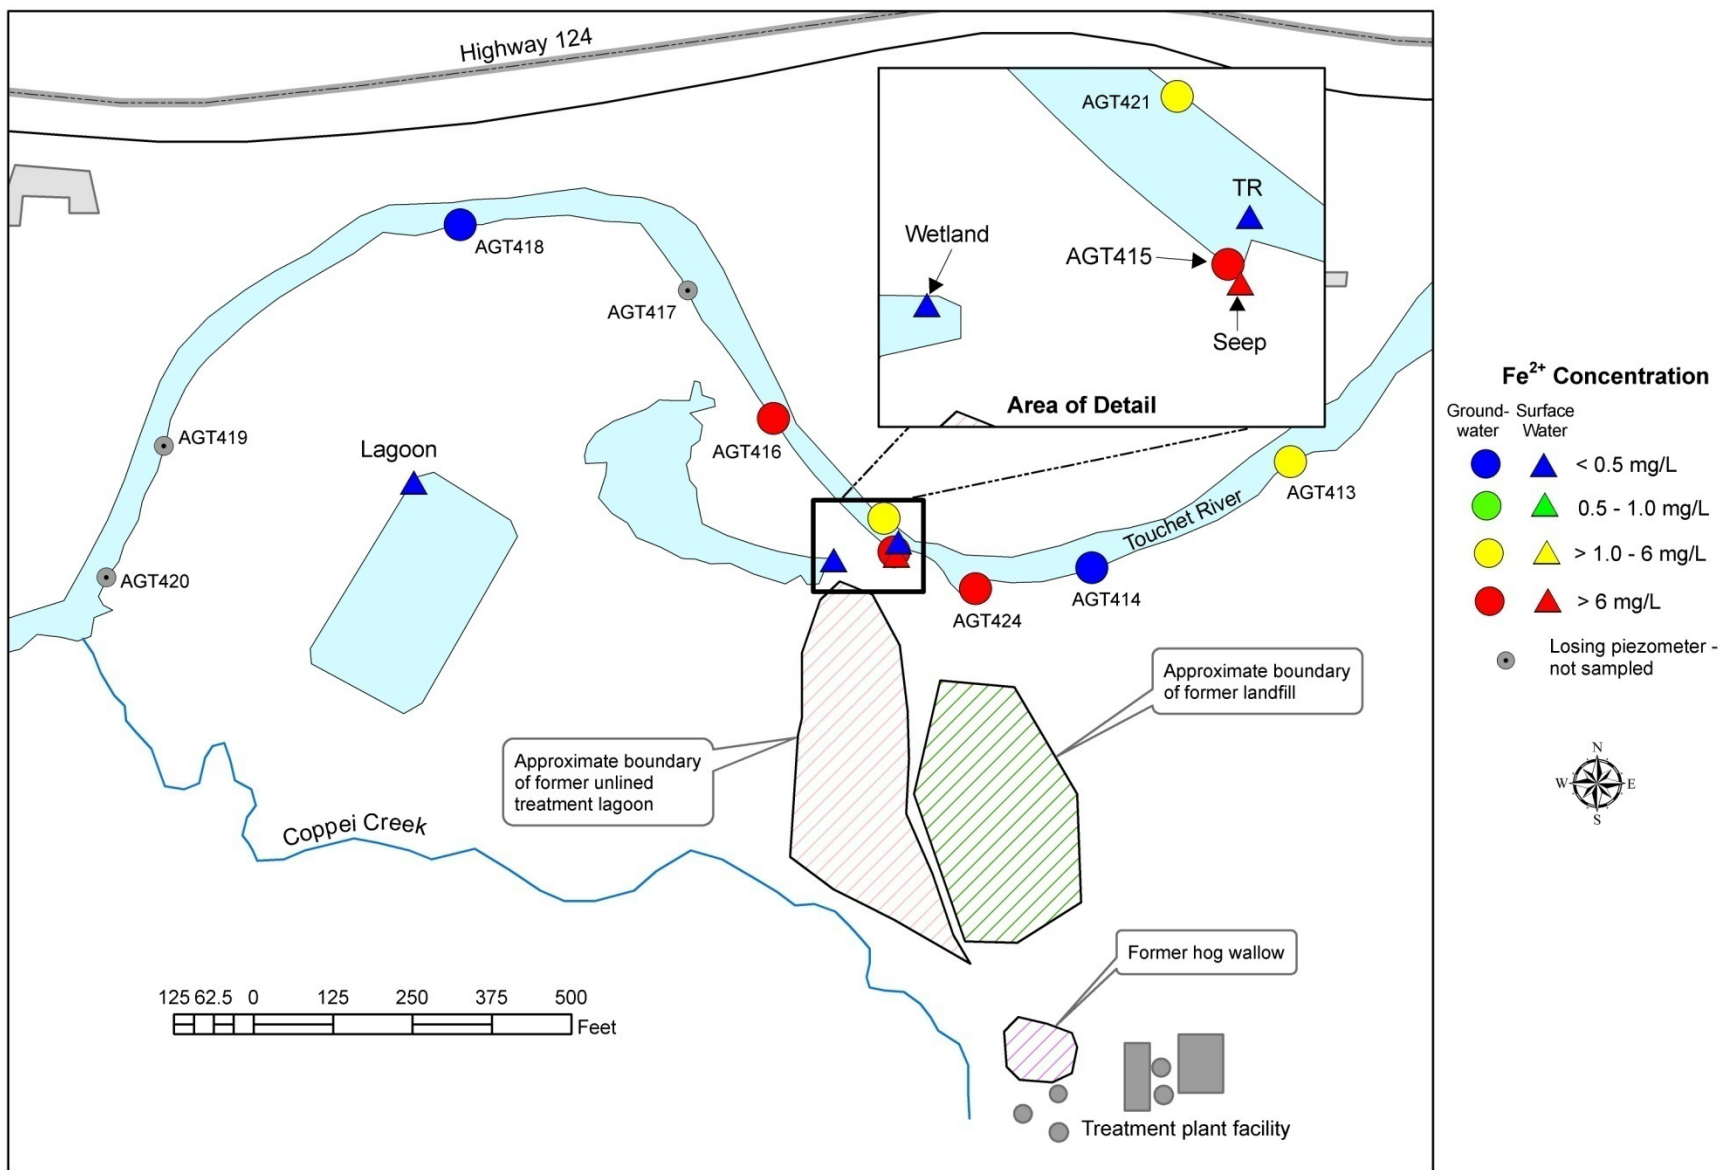 Highway 124
AGT421
TR
Wetland
AGT415
Seep
Area of Detail
AGT418
AGT417
AGT419
Lagoon
AGT416
AGT413
Touchet River
AGT420
AGT424
AGT414
Approximate boundary
of former landfill
Approximate boundary
of former unlined
treatment lagoon
Coppei Creek
Former hog wallow
125 62.5 0 125 250 375 500
Feet
Treatment plant facility
Fe²⁺ Concentration
Ground-
water
Surface
Water
< 0.5 mg/L
0.5 - 1.0 mg/L
> 1.0 - 6 mg/L
> 6 mg/L
Losing piezometer -
not sampled
N
W E
S